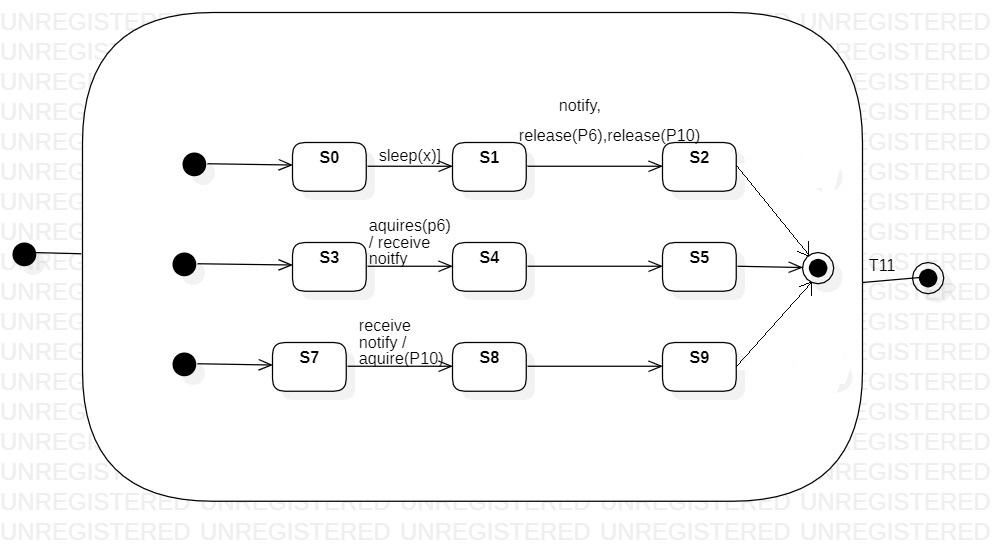 notify,
release(P6),release(P10)
S0
sleep(x)]
S1
S2
aquires(p6)
/ receive
noitfy
S3
S4
S5
T11
receive
notify /
aquire(P10)
S7
S8
S9
UNREGISTERED UNREGISTERED UNREGISTERED UNREGISTERED UNREGISTERED